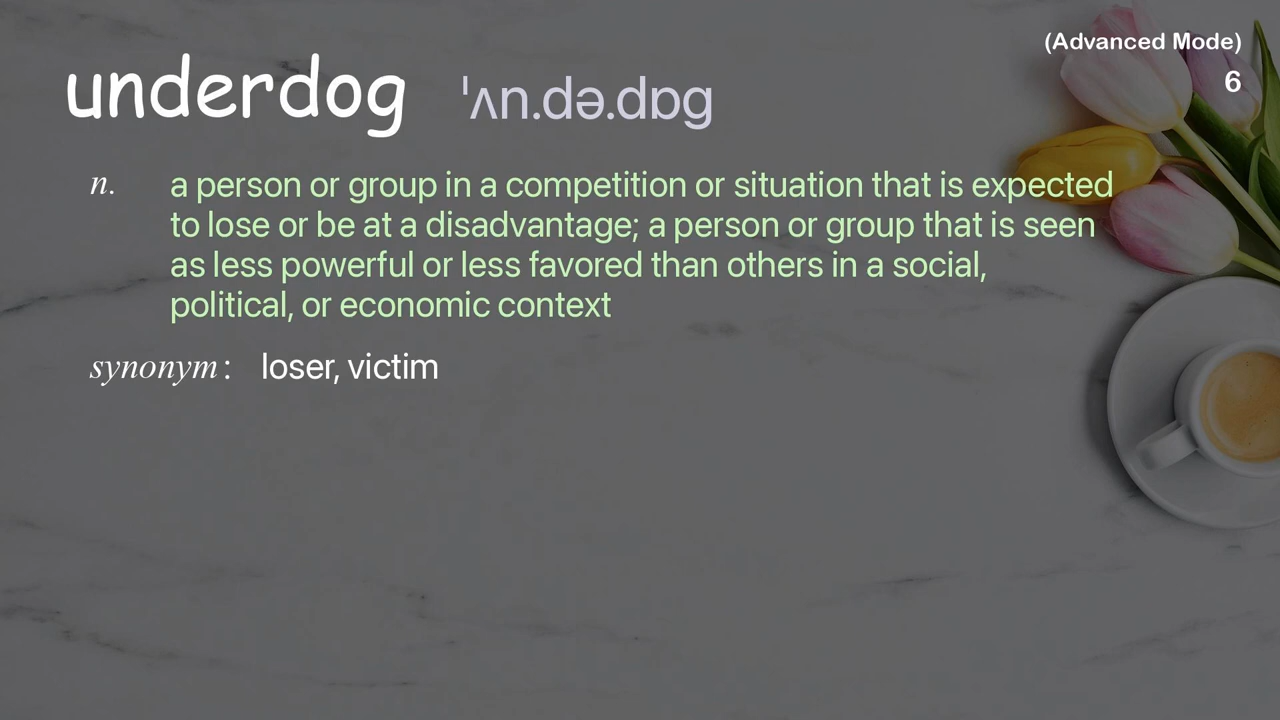 (Advanced Mode)
6
underdog ˈʌn.də.dɒg
n. a person or group in a competition or situation that is expected
to lose or be at a disadvantage; a person or group that is seen
as less powerful or less favored than others in a social,
political, or economic context
synonym: loser, victim